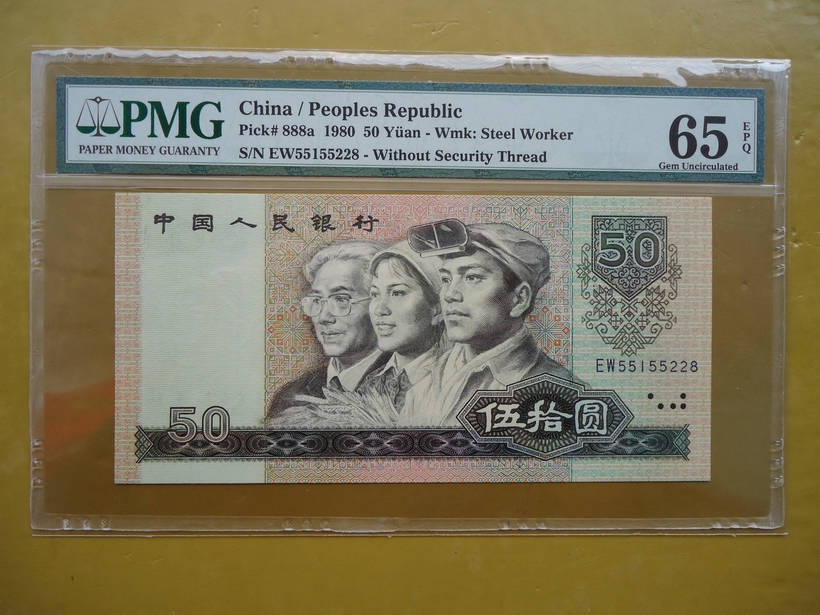 PMG
PAPER MONEY GUARANTY
China / Peoples Republic
Pick# 888a 1980 50 Yüan - Wmk: Steel Worker
S/N EW55155228 - Without Security Thread
65
EPQ
Gem Uncirculated
中国人民银行
50
EW55155228
50
伍拾圆